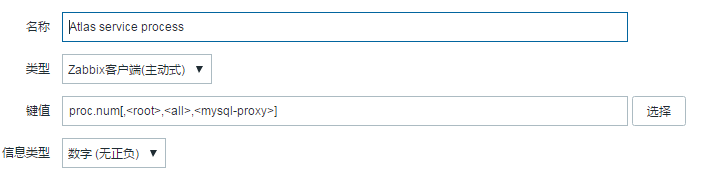 名称 Atlas service process
类型 Zabbix客户端(主动式) ▼
键值 proc.num[,<root>,<all>,<mysql-proxy>] 选择
信息类型 数字 (无正负) ▼